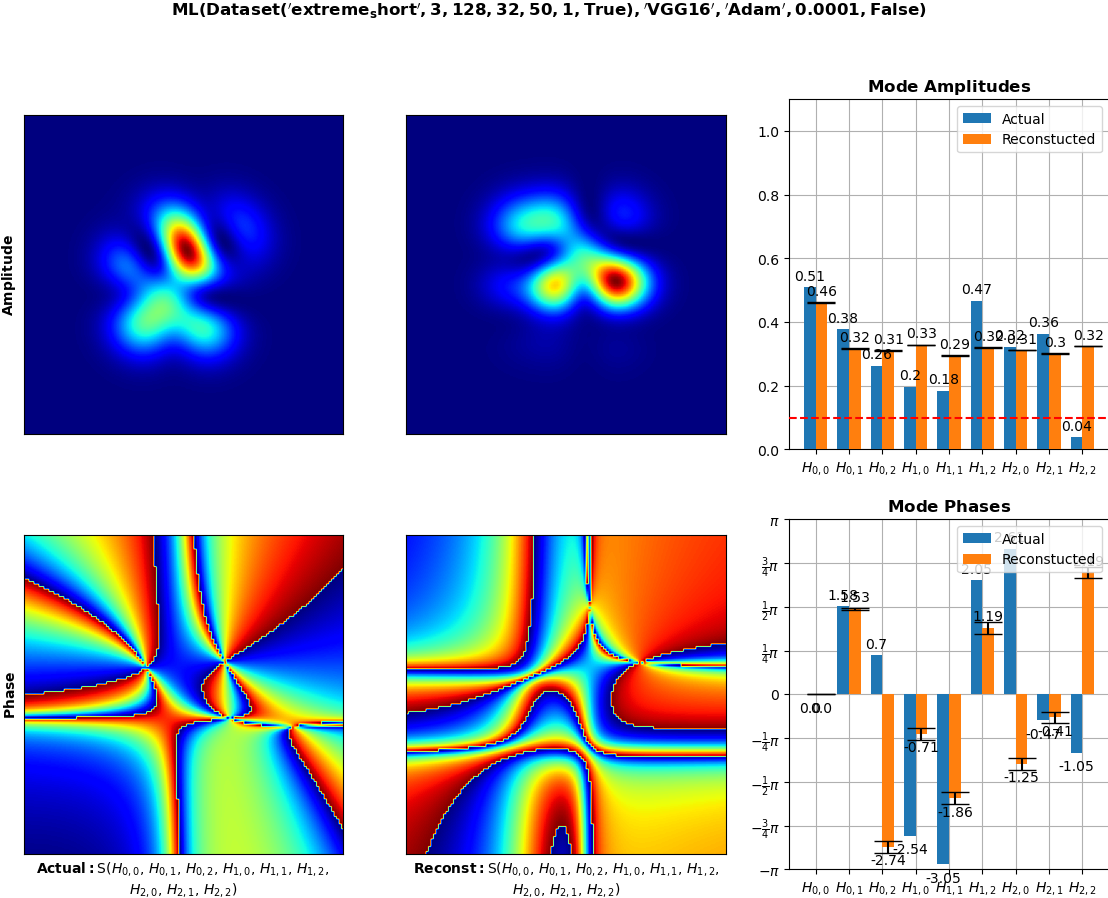 ML(Dataset('extreme_short', 3, 128, 32, 50, 1, True), 'VGG16', 'Adam', 0.0001, False)
Amplitude
Mode Amplitudes
Actual
Reconstucted
1.0
0.8
0.6
0.4
0.2
0.0
0.51
0.46
0.38
0.32
0.26
0.31
0.2
0.33
0.18
0.29
0.47
0.32
0.32
0.31
0.36
0.3
0.04
0.32
H0,0 H0,1 H0,2 H1,0 H1,1 H1,2 H2,0 H2,1 H2,2
Phase
Actual: S(H0,0, H0,1, H0,2, H1,0, H1,1, H1,2,
H2,0, H2,1, H2,2)
Reconst: S(H0,0, H0,1, H0,2, H1,0, H1,1, H1,2,
H2,0, H2,1, H2,2)
Mode Phases
Actual
Reconstucted
π
3/4π
1/2π
1/4π
0
−1/4π
−1/2π
−3/4π
−π
0.0
0.0
1.58
1.53
0.7
-2.74
-2.54
-0.71
-3.05
-1.86
2.05
1.19
-1.25
-0.47
-0.41
-1.05
H0,0 H0,1 H0,2 H1,0 H1,1 H1,2 H2,0 H2,1 H2,2